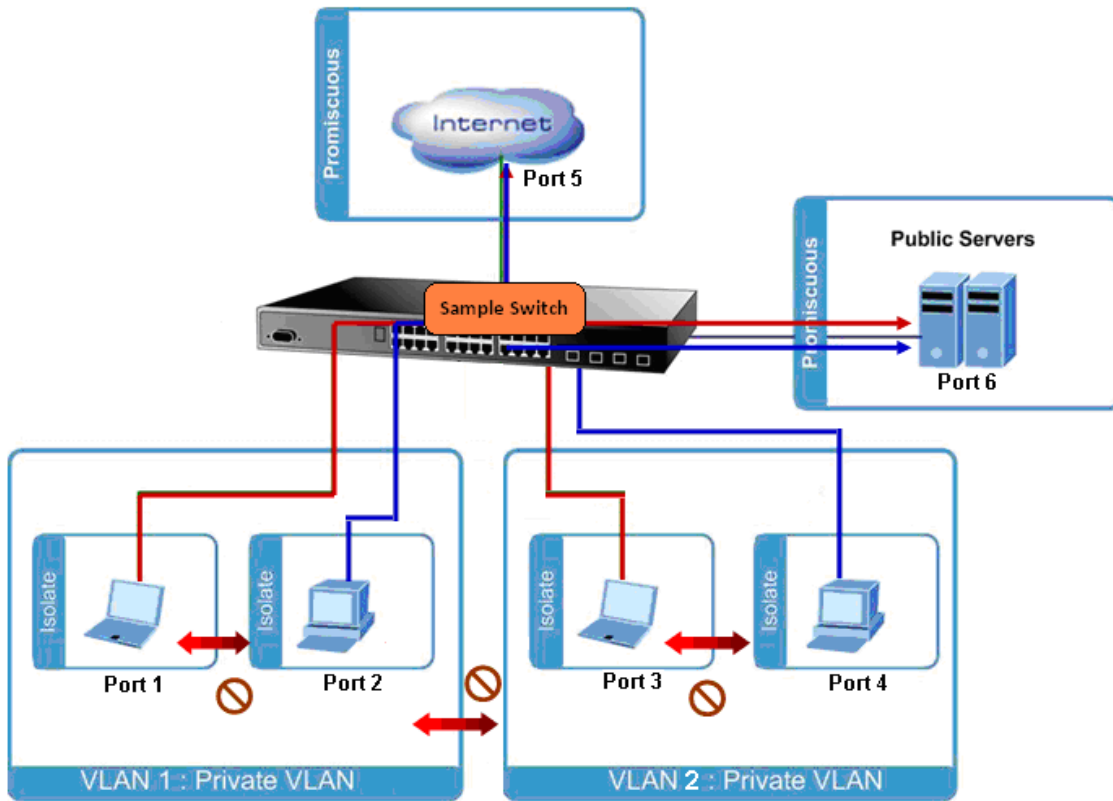 Promiscuous
Internet
Port 5
Promiscuous
Public Servers
Port 6
Sample Switch
Isolate
Port 1
Isolate
Port 2
Isolate
Port 3
Isolate
Port 4
VLAN 1 : Private VLAN
VLAN 2 : Private VLAN